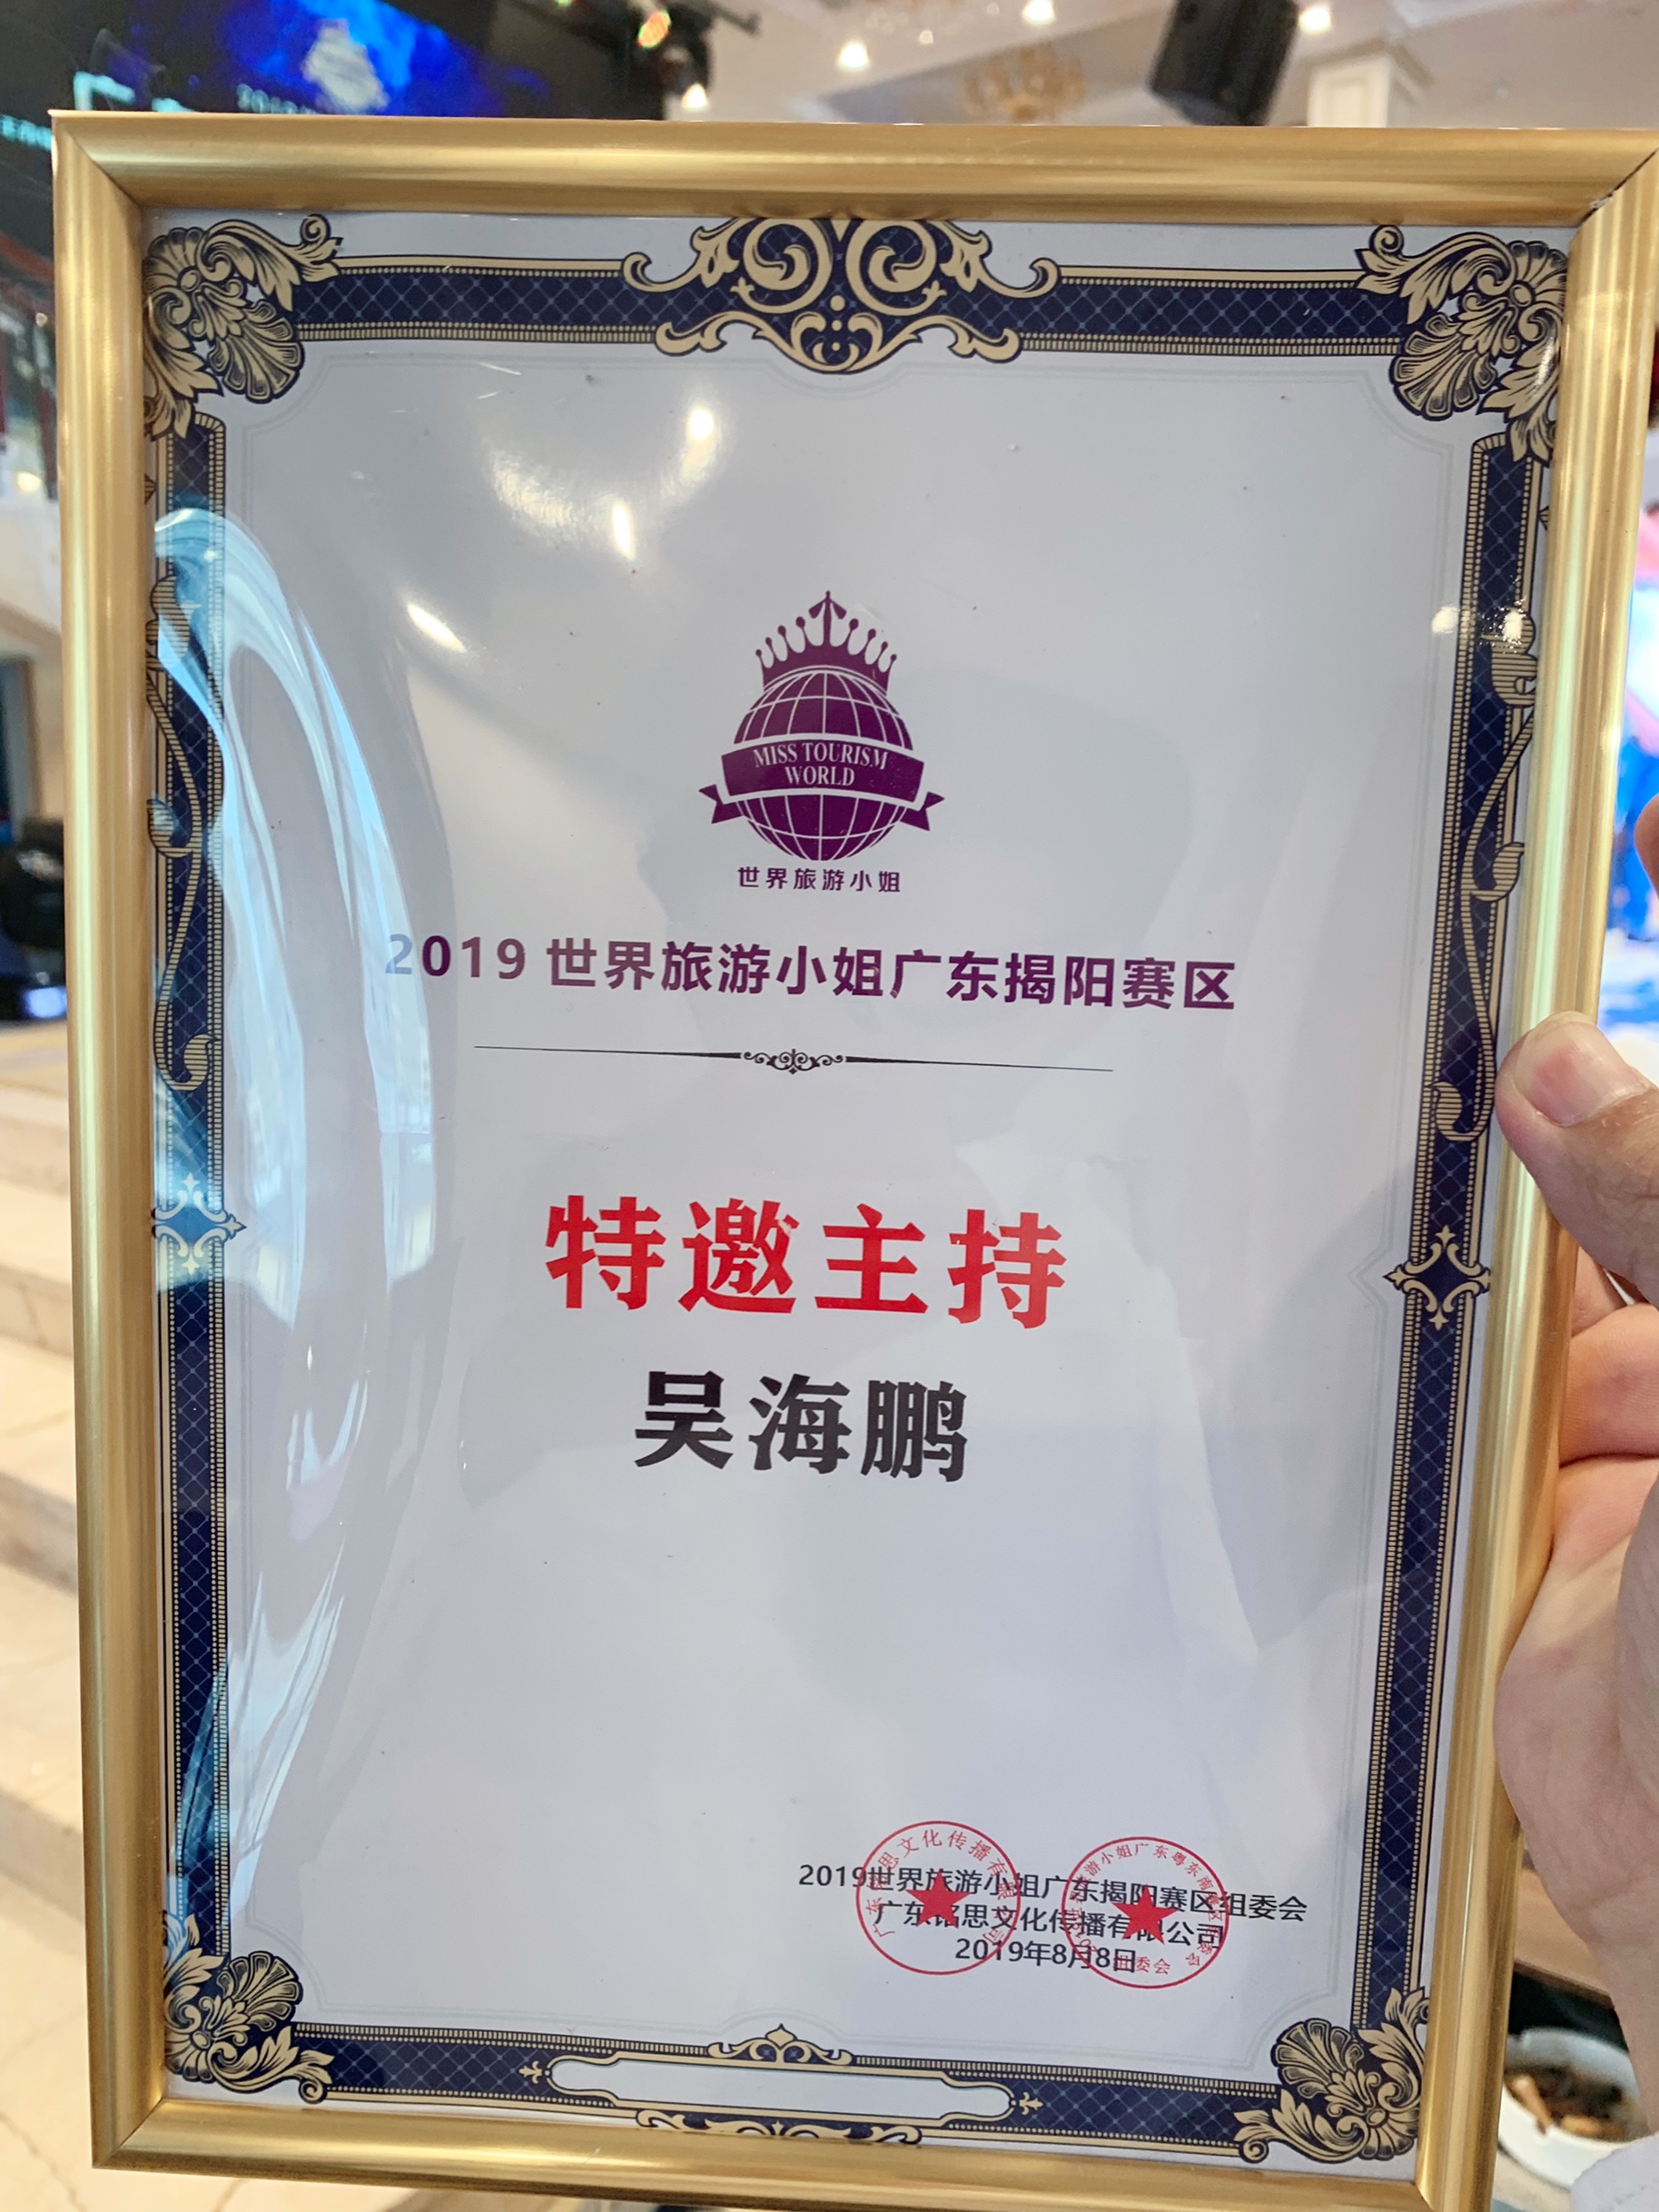 MISS TOURISM
WORLD
世界旅游小姐
2019 世界旅游小姐广东揭阳赛区
特邀主持
吴海鹏
2019世界旅游小姐广东揭阳赛区组委会
广东铭思文化传播有限公司
2019年8月8日